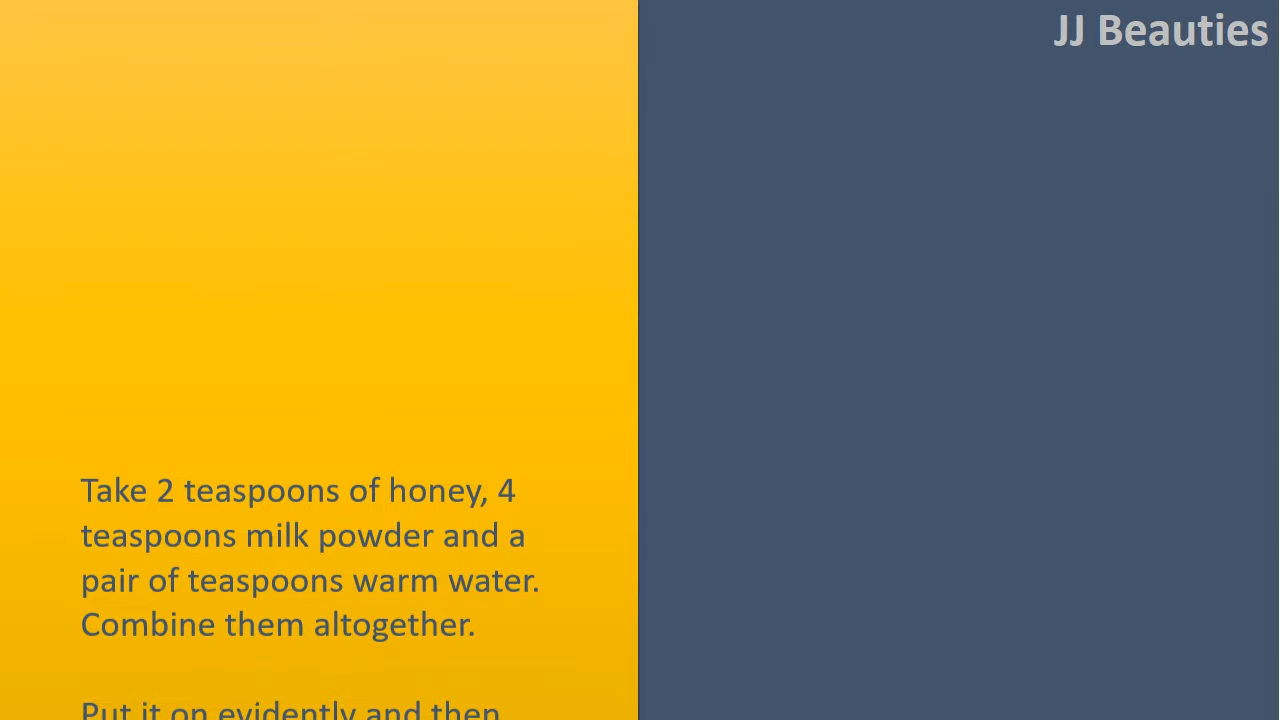 JJ Beauties
Take 2 teaspoons of honey, 4
teaspoons milk powder and a
pair of teaspoons warm water.
Combine them altogether.
Put it on evidently and then